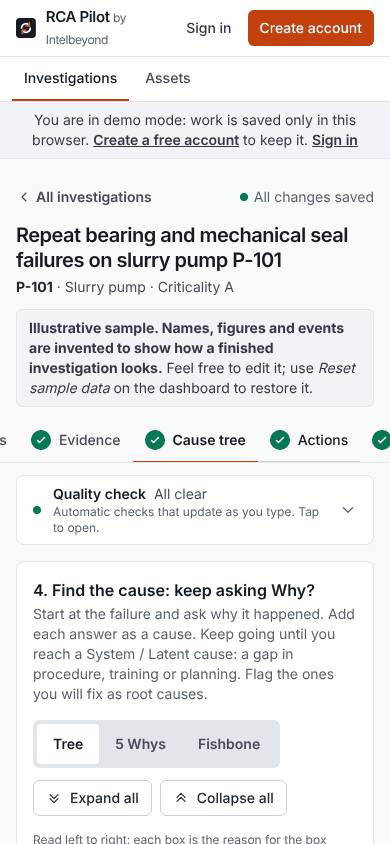 RCA Pilot by
Intelbeyond
Sign in
Create account
Investigations
Assets
You are in demo mode: work is saved only in this
browser. Create a free account to keep it. Sign in
All investigations
All changes saved
Repeat bearing and mechanical seal
failures on slurry pump P-101
P-101 · Slurry pump · Criticality A
Illustrative sample. Names, figures and events
are invented to show how a finished
investigation looks. Feel free to edit it; use Reset
sample data on the dashboard to restore it.
s
Evidence
Cause tree
Actions
Quality check All clear
Automatic checks that update as you type. Tap
to open.
4. Find the cause: keep asking Why?
Start at the failure and ask why it happened. Add
each answer as a cause. Keep going until you
reach a System / Latent cause: a gap in
procedure, training or planning. Flag the ones
you will fix as root causes.
Tree
5 Whys
Fishbone
Expand all
Collapse all
Read left to right: each box is the reason for the box